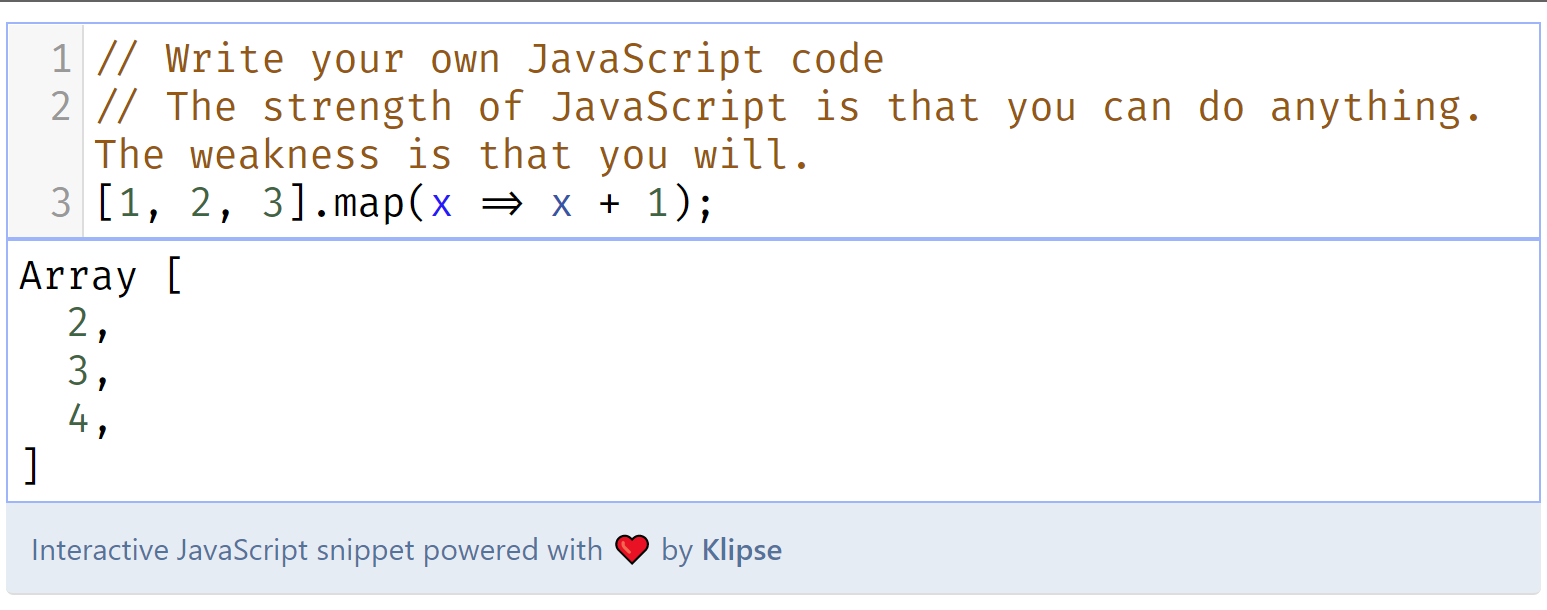 1 // Write your own JavaScript code
2 // The strength of JavaScript is that you can do anything.
The weakness is that you will.
3 [1, 2, 3].map(x => x + 1);
Array [
  2,
  3,
  4,
]
Interactive JavaScript snippet powered with ❤️ by Klipse